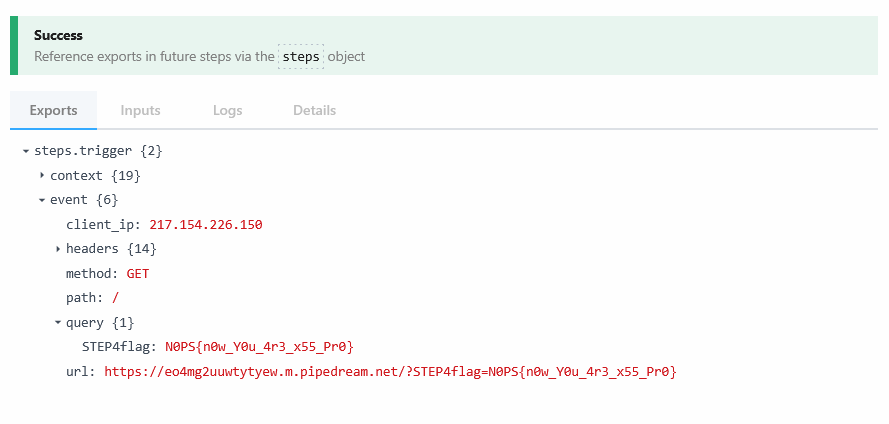 Success
Reference exports in future steps via the steps object
Exports Inputs Logs Details
steps.trigger {2}
context {19}
event {6}
client_ip: 217.154.226.150
headers {14}
method: GET
path: /
query {1}
STEP4flag: N0PS{n0w_Y0u_4r3_x55_Pr0}
url: https://eo4mg2uuwtytyew.m.pipedream.net/?STEP4flag=N0PS{n0w_Y0u_4r3_x55_Pr0}